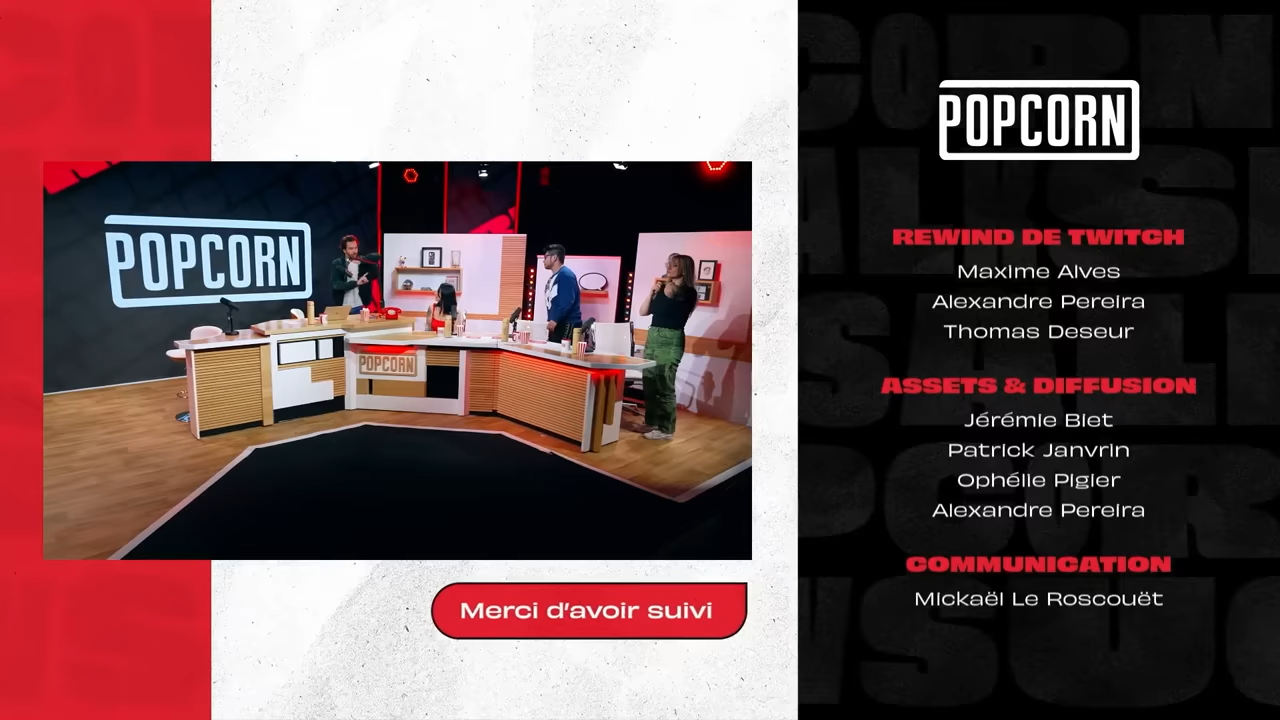 POPCORN
POPCORN
Merci d'avoir suivi
POPCORN
REWIND DE TWITCH
Maxime Alves
Alexandre Pereira
Thomas Deseur
ASSETS & DIFFUSION
Jérémie Biet
Patrick Janvrin
Ophélie Pigier
Alexandre Pereira
COMMUNICATION
Mickaël Le Roscouët